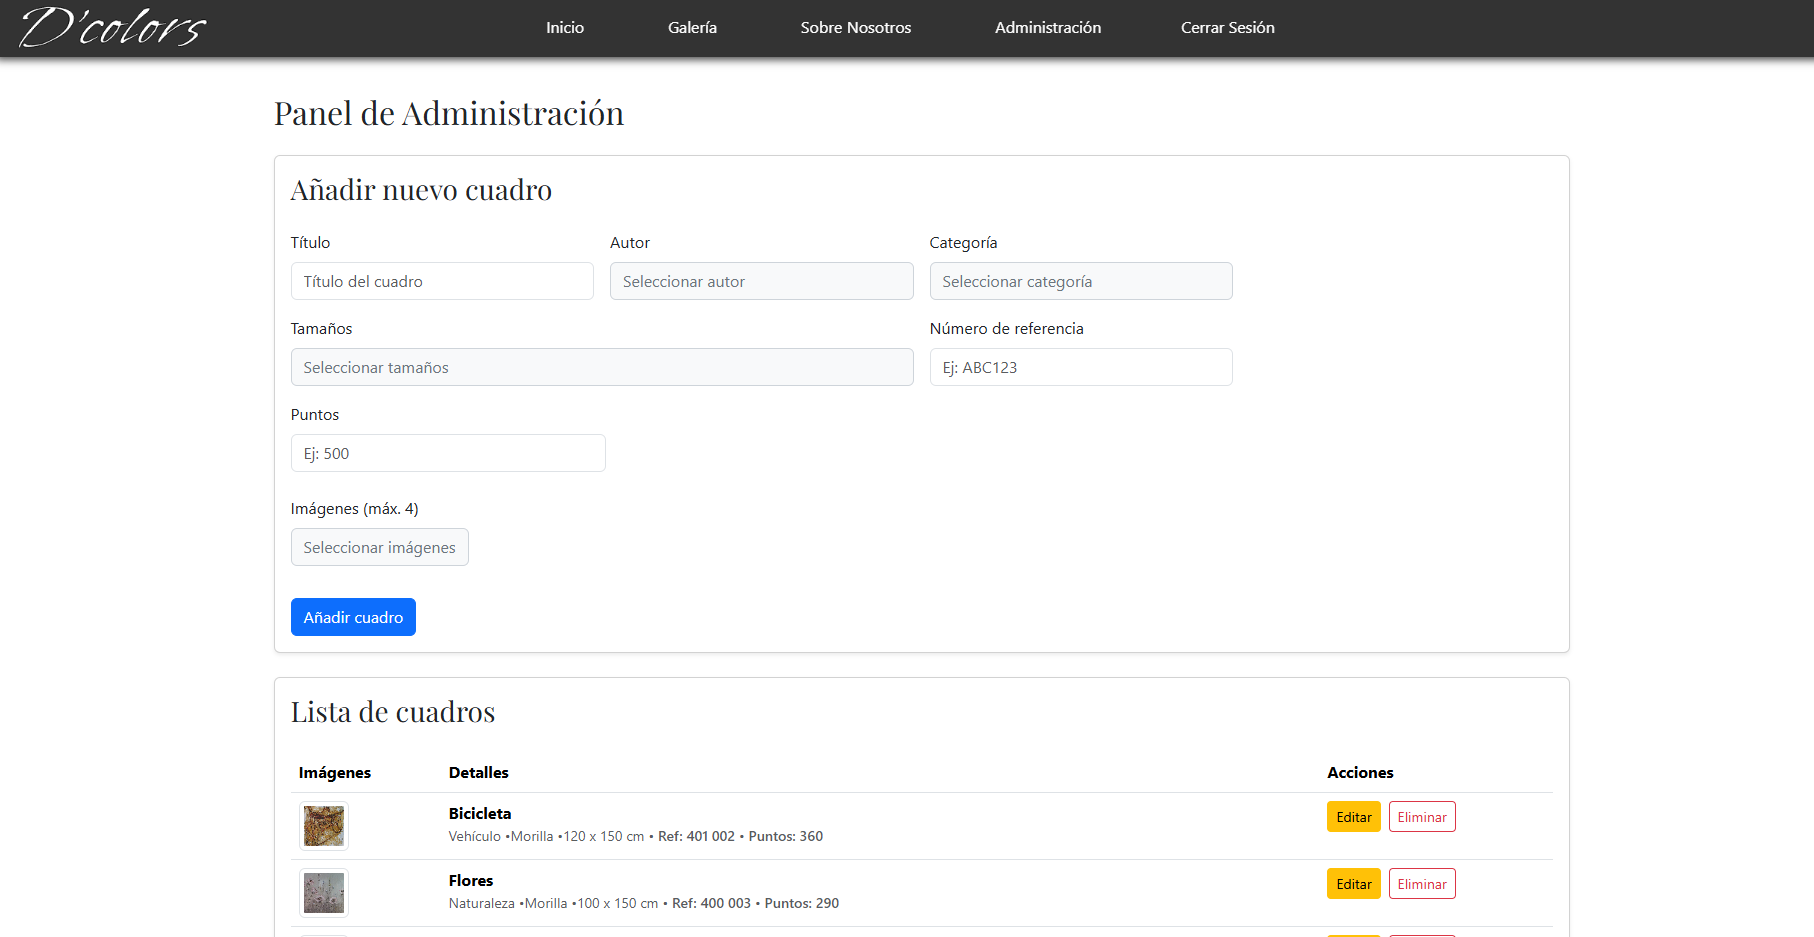 D'colors Inicio Galería Sobre Nosotros Administración Cerrar Sesión
Panel de Administración
Añadir nuevo cuadro
Título Autor Categoría
Título del cuadro Seleccionar autor Seleccionar categoría
Tamaños Número de referencia
Seleccionar tamaños Ej: ABC123
Puntos
Ej: 500
Imágenes (máx. 4)
Seleccionar imágenes
Añadir cuadro
Lista de cuadros
Imágenes Detalles Acciones
Bicicleta Editar Eliminar
Vehículo •Morilla •120 x 150 cm • Ref: 401 002 • Puntos: 360
Flores Editar Eliminar
Naturaleza •Morilla •100 x 150 cm • Ref: 400 003 • Puntos: 290